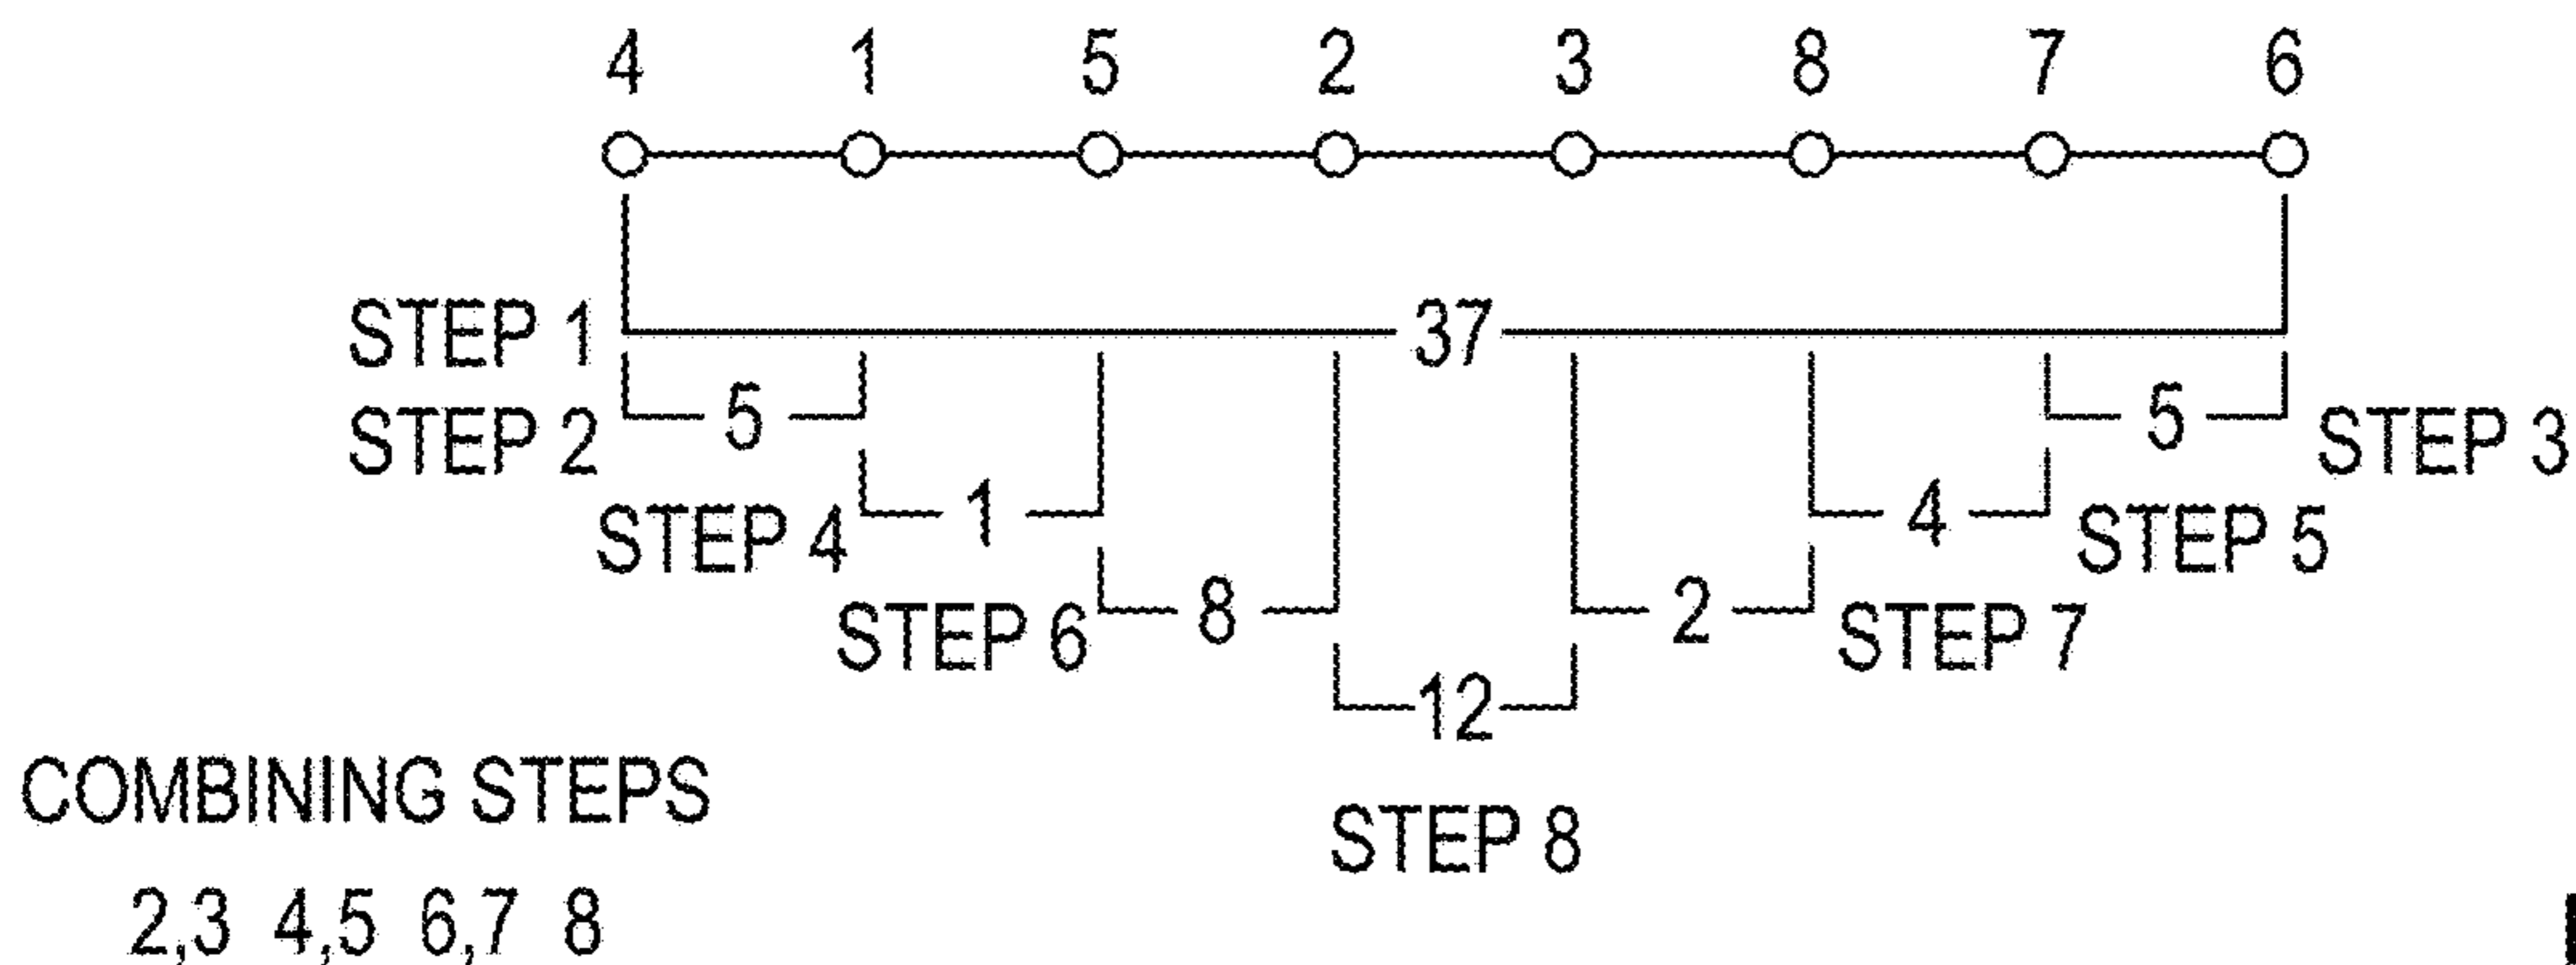 4 1 5 2 3 8 7 6
STEP 1 37
STEP 2 5 5 STEP 3
STEP 4 1 4 STEP 5
STEP 6 8 2 STEP 7
12
COMBINING STEPS
STEP 8
2,3 4,5 6,7 8